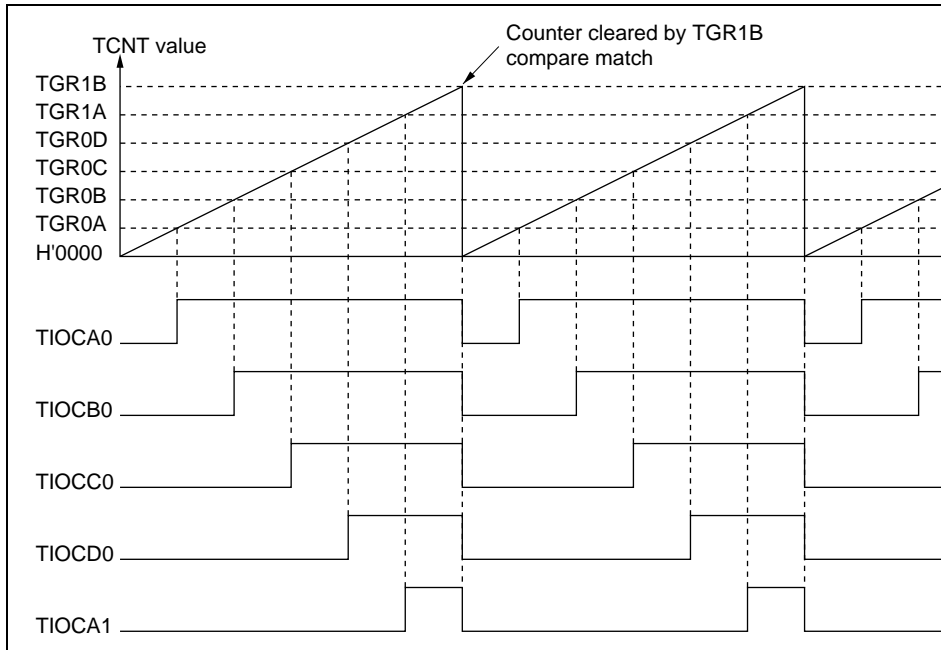 TCNT value
Counter cleared by TGR1B
compare match
TGR1B
TGR1A
TGR0D
TGR0C
TGR0B
TGR0A
H'0000
TIOCA0
TIOCB0
TIOCC0
TIOCD0
TIOCA1